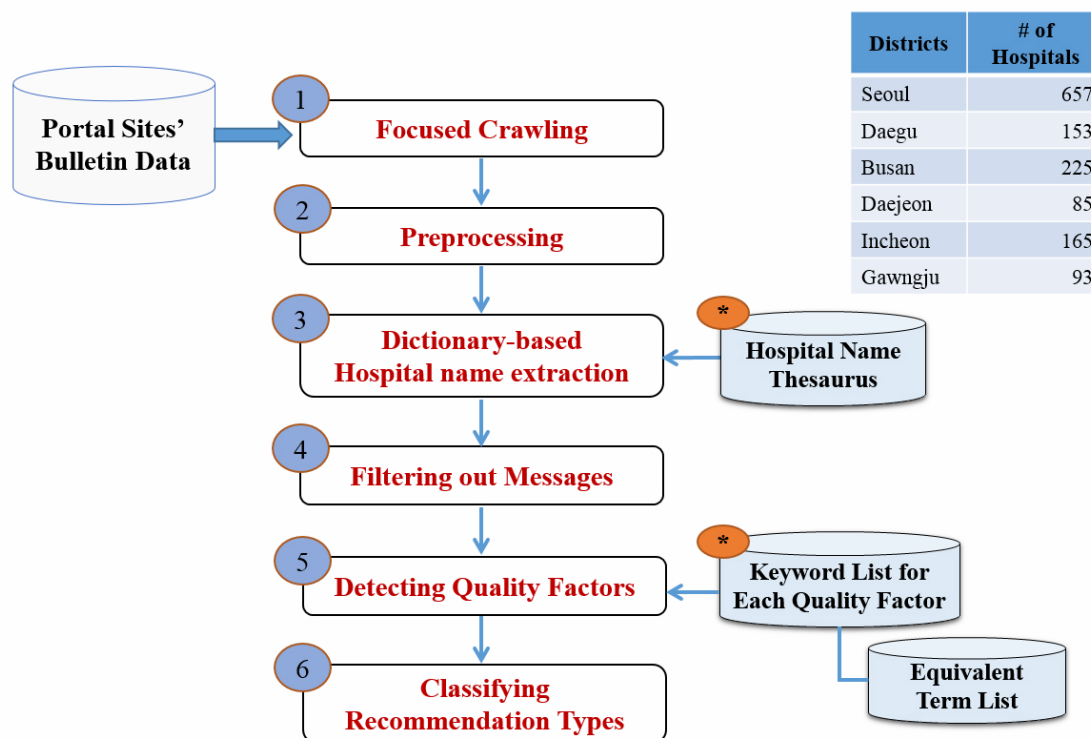 Portal Sites’
Bulletin Data
1
Focused Crawling
2
Preprocessing
3
Dictionary-based
Hospital name extraction
*
Hospital Name
Thesaurus
4
Filtering out Messages
5
Detecting Quality Factors
*
Keyword List for
Each Quality Factor
Equivalent
Term List
6
Classifying
Recommendation Types
Districts # of Hospitals
Seoul 657
Daegu 153
Busan 225
Daejeon 85
Incheon 165
Gawngju 93